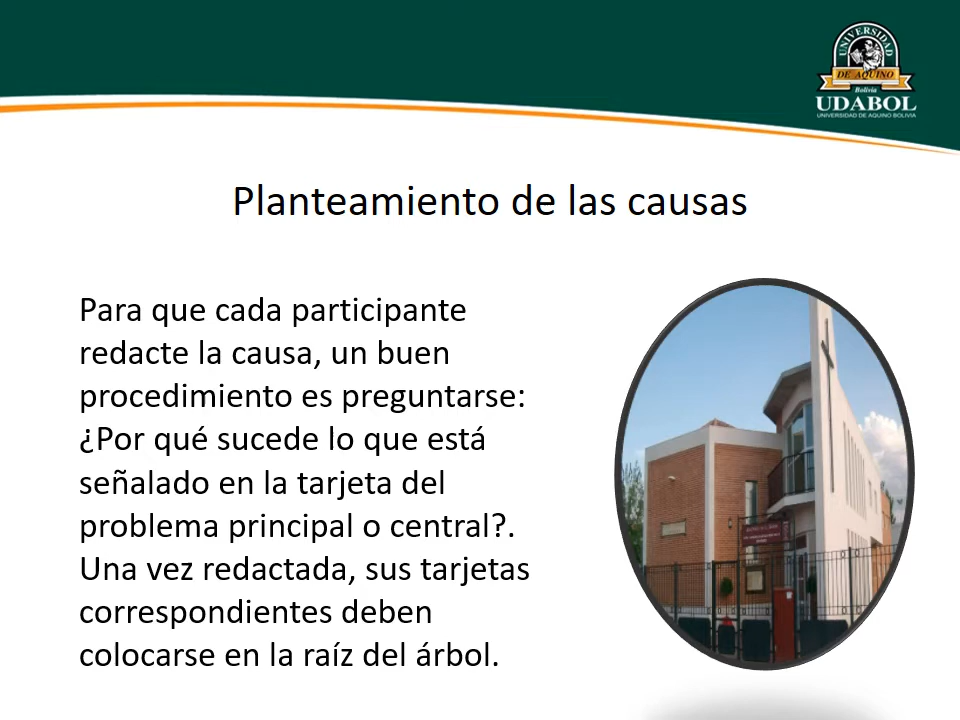 UNIVERSIDAD
DE AQUINO
Bolivia
UDABOL
UNIVERSIDAD DE AQUINO BOLIVIA
Planteamiento de las causas
Para que cada participante
redacte la causa, un buen
procedimiento es preguntarse:
¿Por qué sucede lo que está
señalado en la tarjeta del
problema principal o central?.
Una vez redactada, sus tarjetas
correspondientes deben
colocarse en la raíz del árbol.